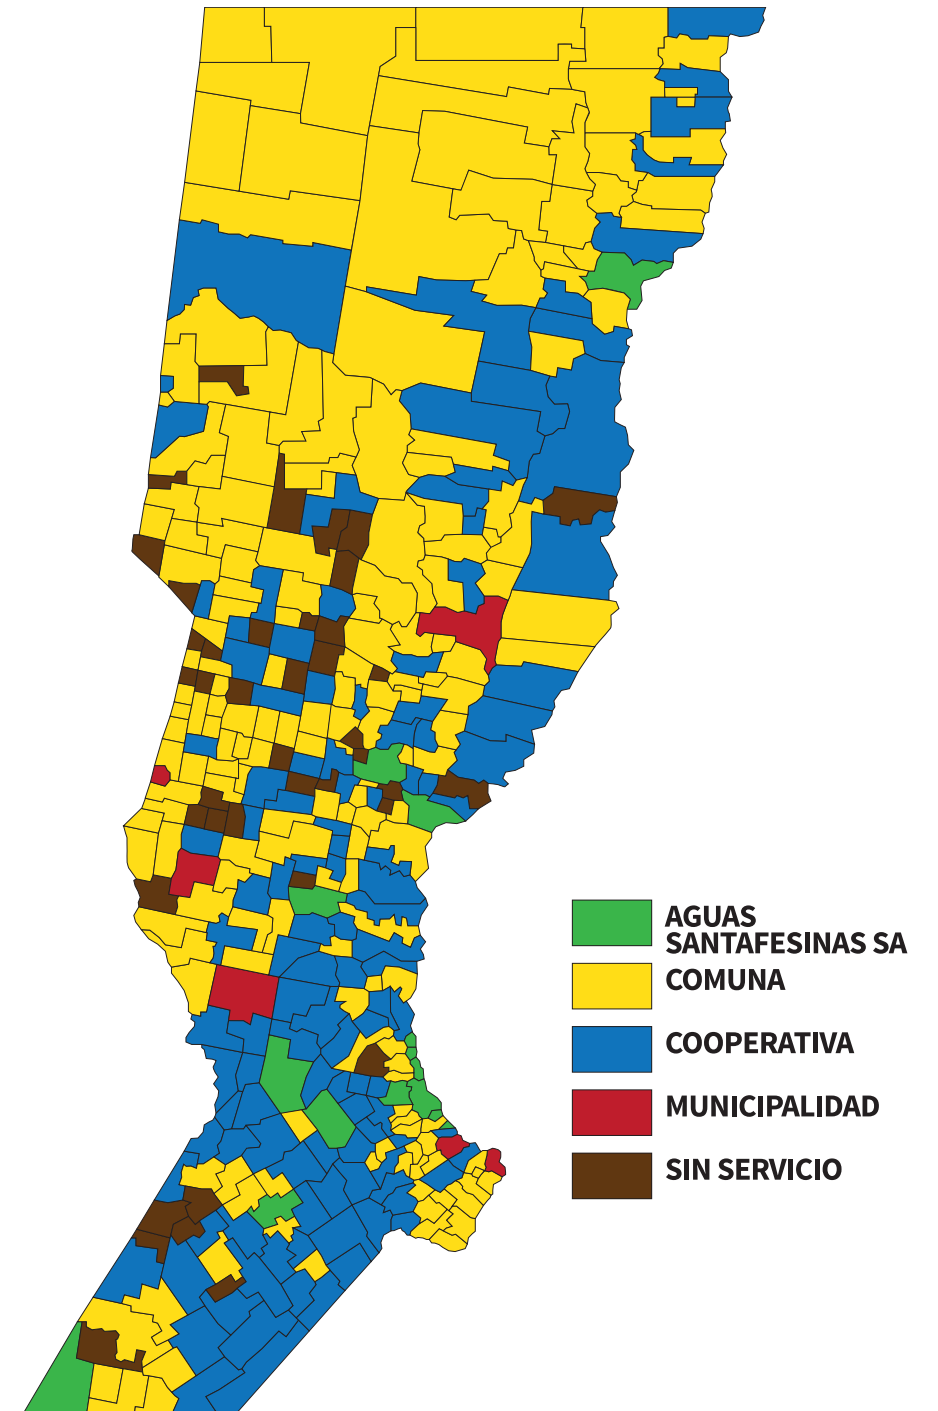 AGUAS
SANTAFESINAS SA
COMUNA
COOPERATIVA
MUNICIPALIDAD
SIN SERVICIO